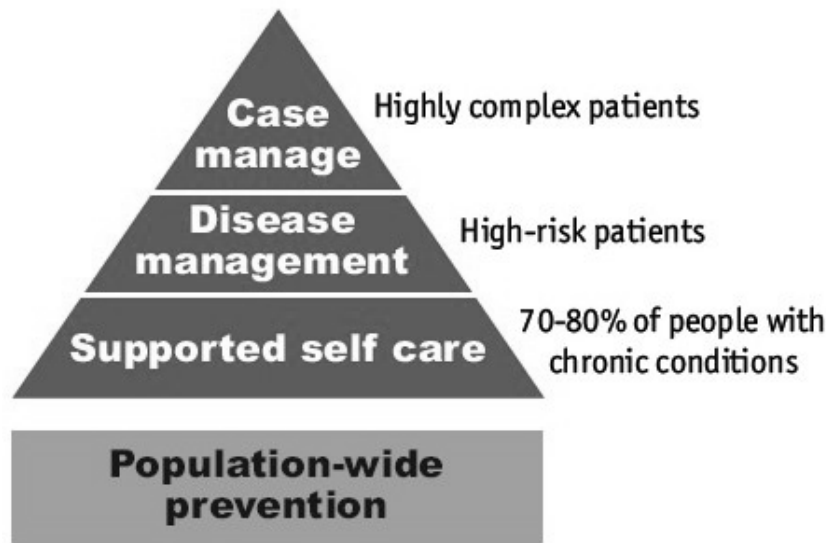 Case
manage
Highly complex patients
Disease
management
High-risk patients
Supported self care
70-80% of people with
chronic conditions
Population-wide
prevention